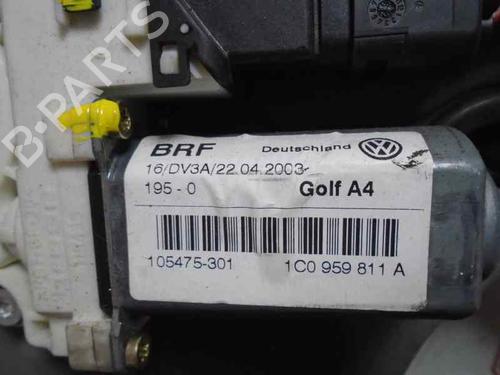 BRF Deutschland
16/DV3A/22.04.2003
195 - 0 Golf A4
105475-301 1C0 959 811 A
B-PARTS